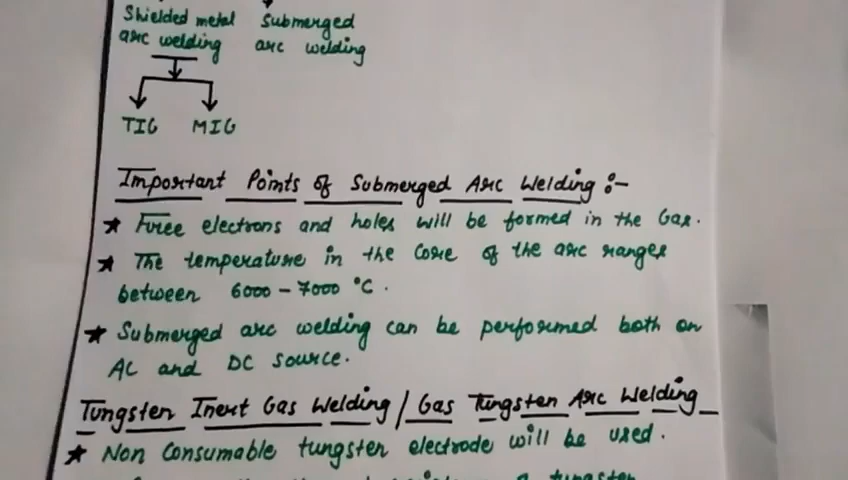 Shielded metal Submerged
arc welding arc welding
TIG MIG
Important Points of Submerged Arc Welding :-
★ Free electrons and holes will be formed in the Gas.
★ The temperature in the core of the arc ranges
between 6000 - 7000 °C.
★ Submerged arc welding can be performed both on
AC and DC source.
Tungsten Inert Gas Welding / Gas Tungsten Arc Welding
★ Non Consumable tungsten electrode will be used.
tungsten